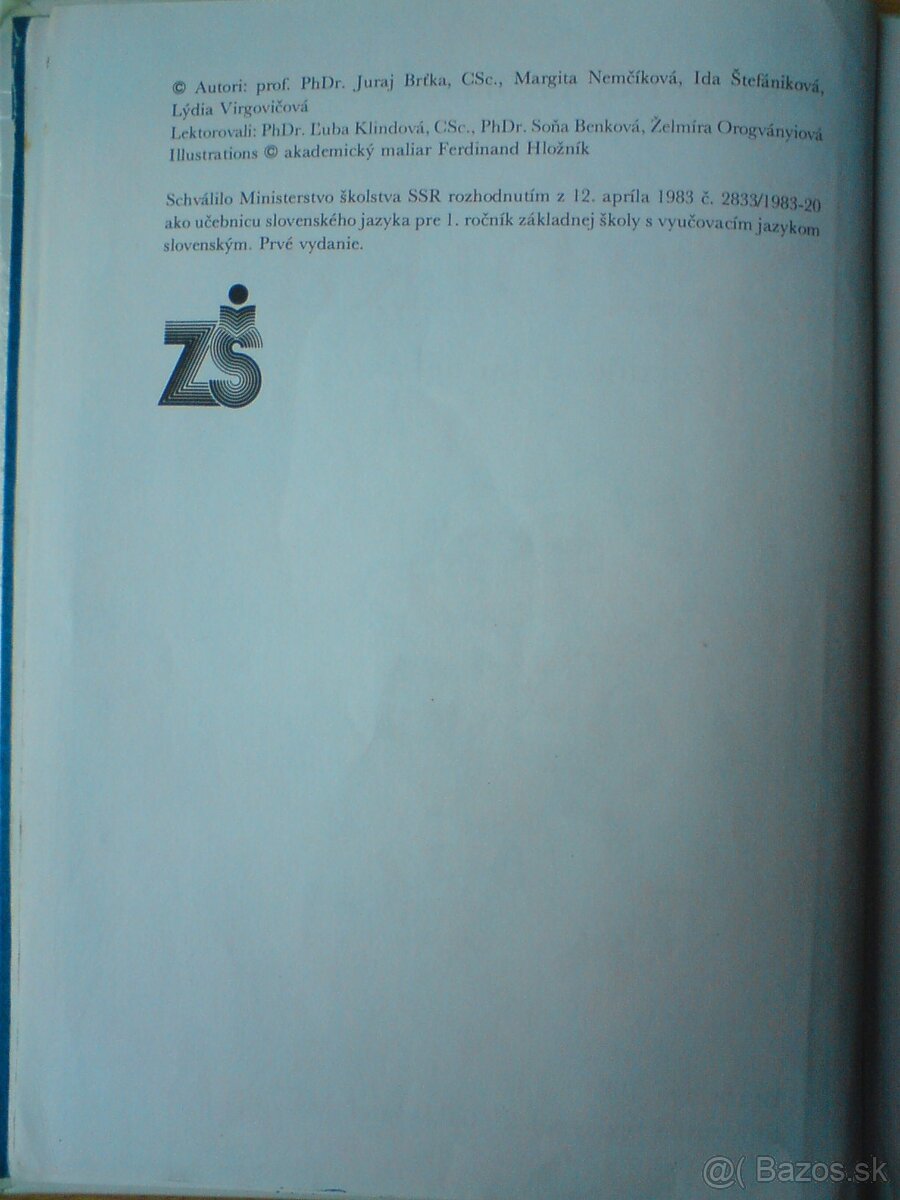 © Autori: prof. PhDr. Juraj Brťka, CSc., Margita Nemčíková, Ida Štefániková,
Lýdia Virgovičová
Lektorovali: PhDr. Ľuba Klindová, CSc., PhDr. Soňa Benková, Želmíra Orogványiová
Illustrations © akademický maliar Ferdinand Hložník
Schválilo Ministerstvo školstva SSR rozhodnutím z 12. apríla 1983 č. 2833/1983-20
ako učebnicu slovenského jazyka pre 1. ročník základnej školy s vyučovacím jazykom
slovenským. Prvé vydanie.
ZŠ
@( Bazos.sk